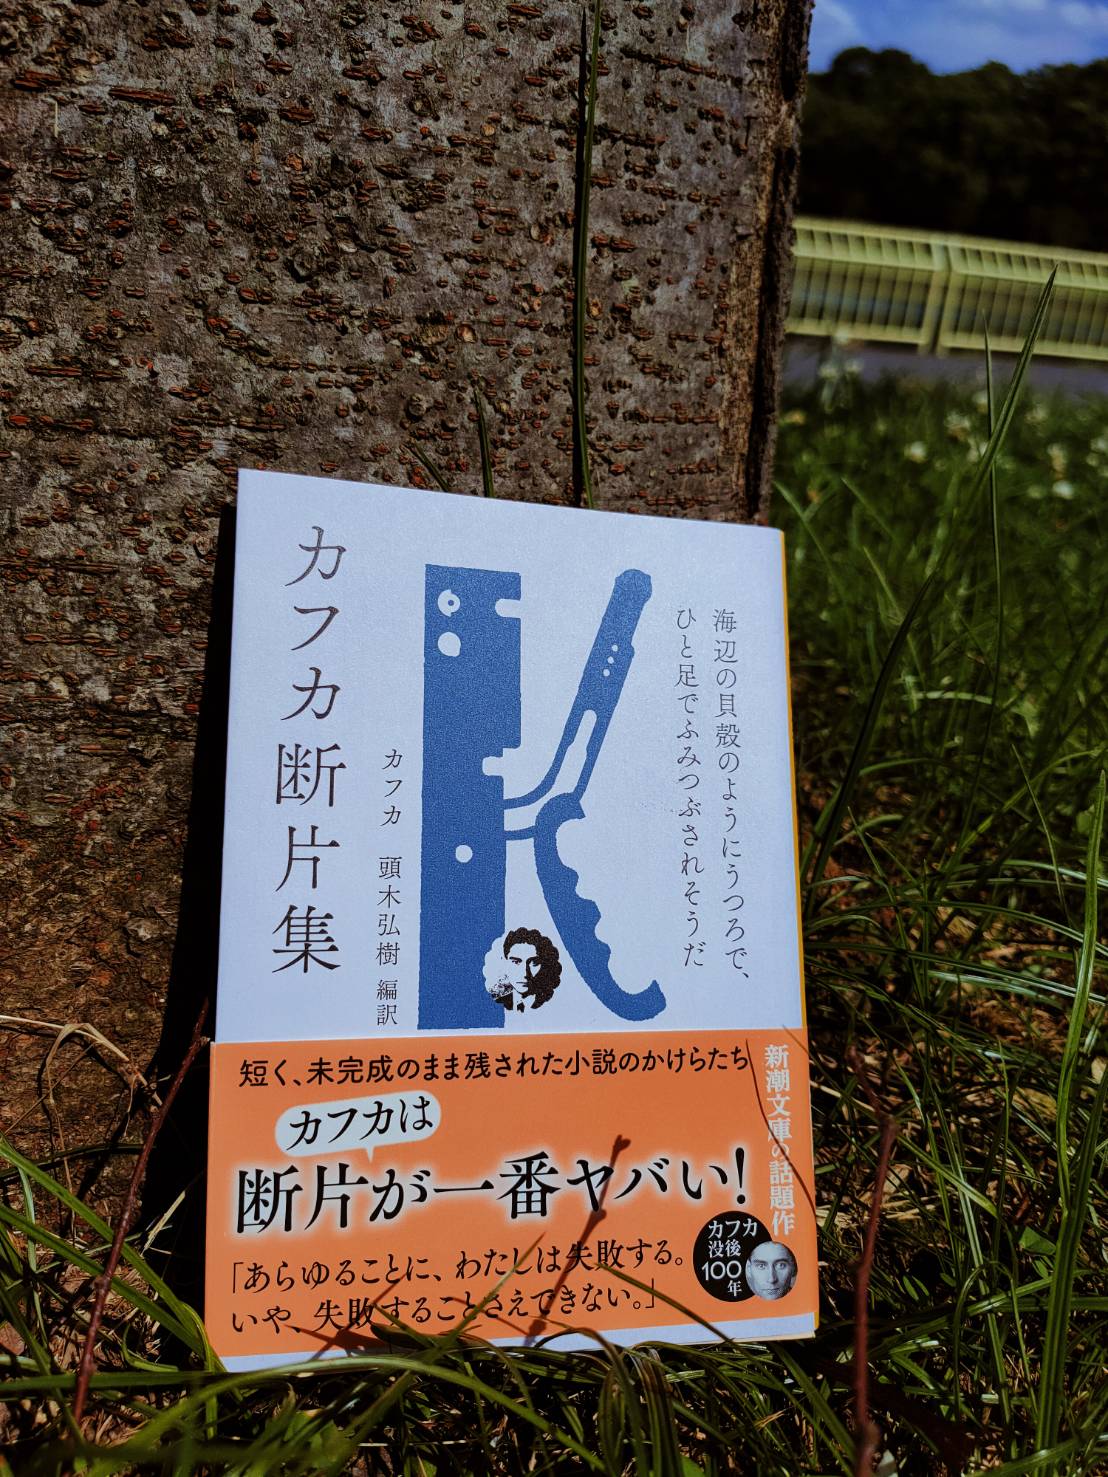 海辺の貝殻のようにうつろで、
ひと足でふみつぶされそうだ
カフカ 頭木弘樹 編訳
カフカ断片集
短く、未完成のまま残された小説のかけらたち
カフカは
断片が一番ヤバい！
「あらゆることに、わたしは失敗する。
いや、失敗することさえできない。」
新潮文庫の話題作
カフカ
没後
100
年